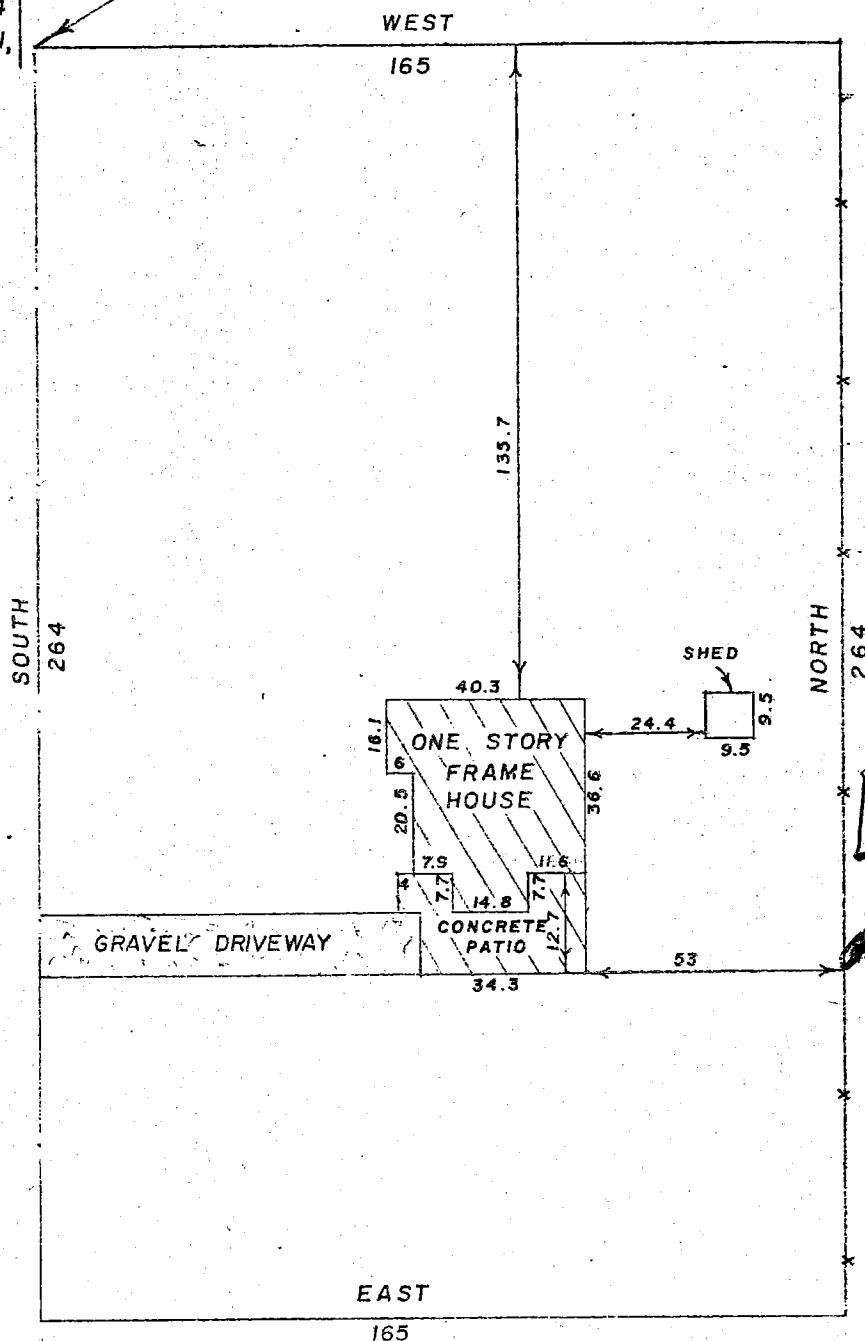 WEST
165
135.7
SOUTH
264
NORTH
264
SHED
9.5
9.5
24.4
40.3
16.1
6
ONE STORY
FRAME
HOUSE
36.6
20.5
7.9
11.6
4
7.7
14.8
7.7
12.7
CONCRETE
PATIO
GRAVEL DRIVEWAY
34.3
53
EAST
165